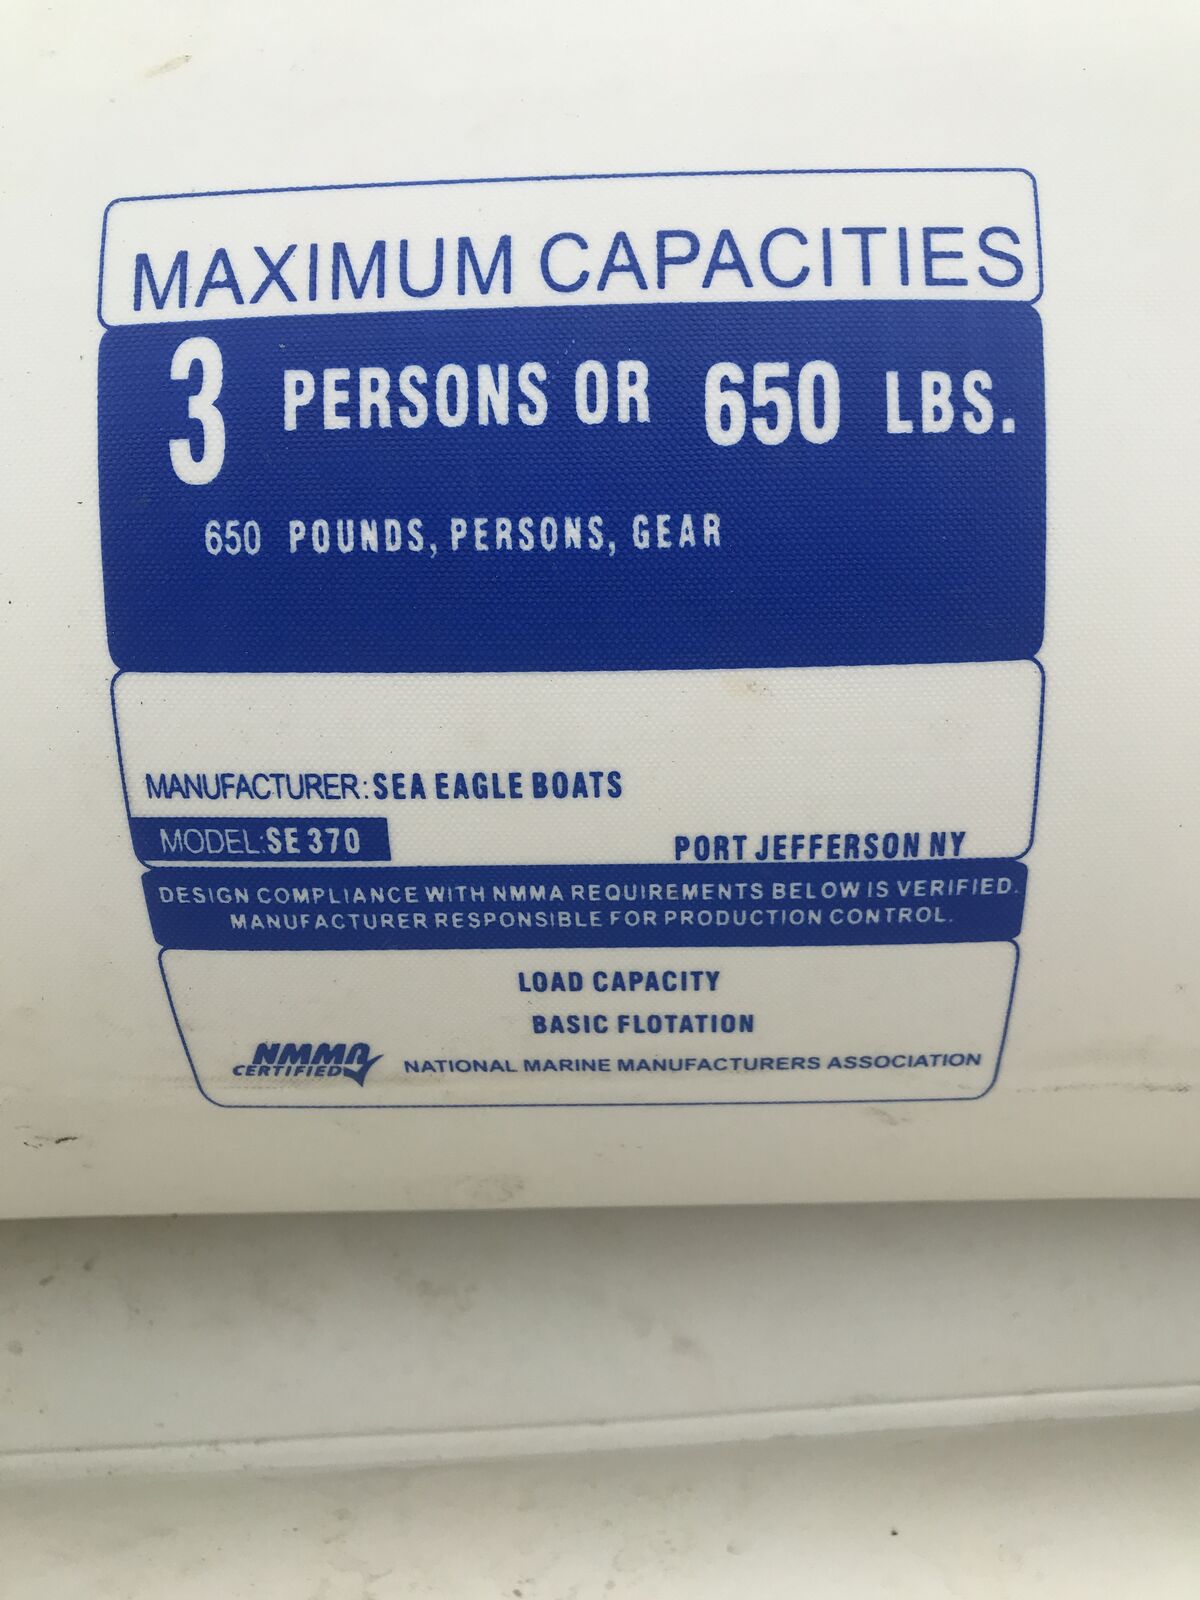 MAXIMUM CAPACITIES
3 PERSONS OR 650 LBS.
650 POUNDS, PERSONS, GEAR
MANUFACTURER: SEA EAGLE BOATS
MODEL: SE 370 PORT JEFFERSON NY
DESIGN COMPLIANCE WITH NMMA REQUIREMENTS BELOW IS VERIFIED.
MANUFACTURER RESPONSIBLE FOR PRODUCTION CONTROL.
LOAD CAPACITY
BASIC FLOTATION
NMMA
CERTIFIED NATIONAL MARINE MANUFACTURERS ASSOCIATION